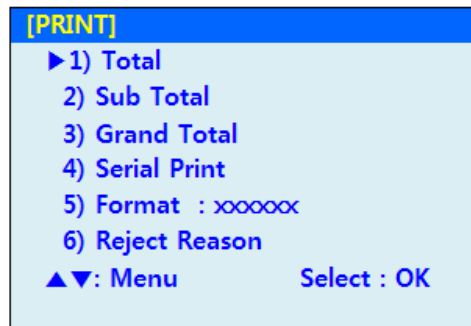 [PRINT]
▶1) Total
2) Sub Total
3) Grand Total
4) Serial Print
5) Format : xxxxxx
6) Reject Reason
▲▼: Menu Select : OK